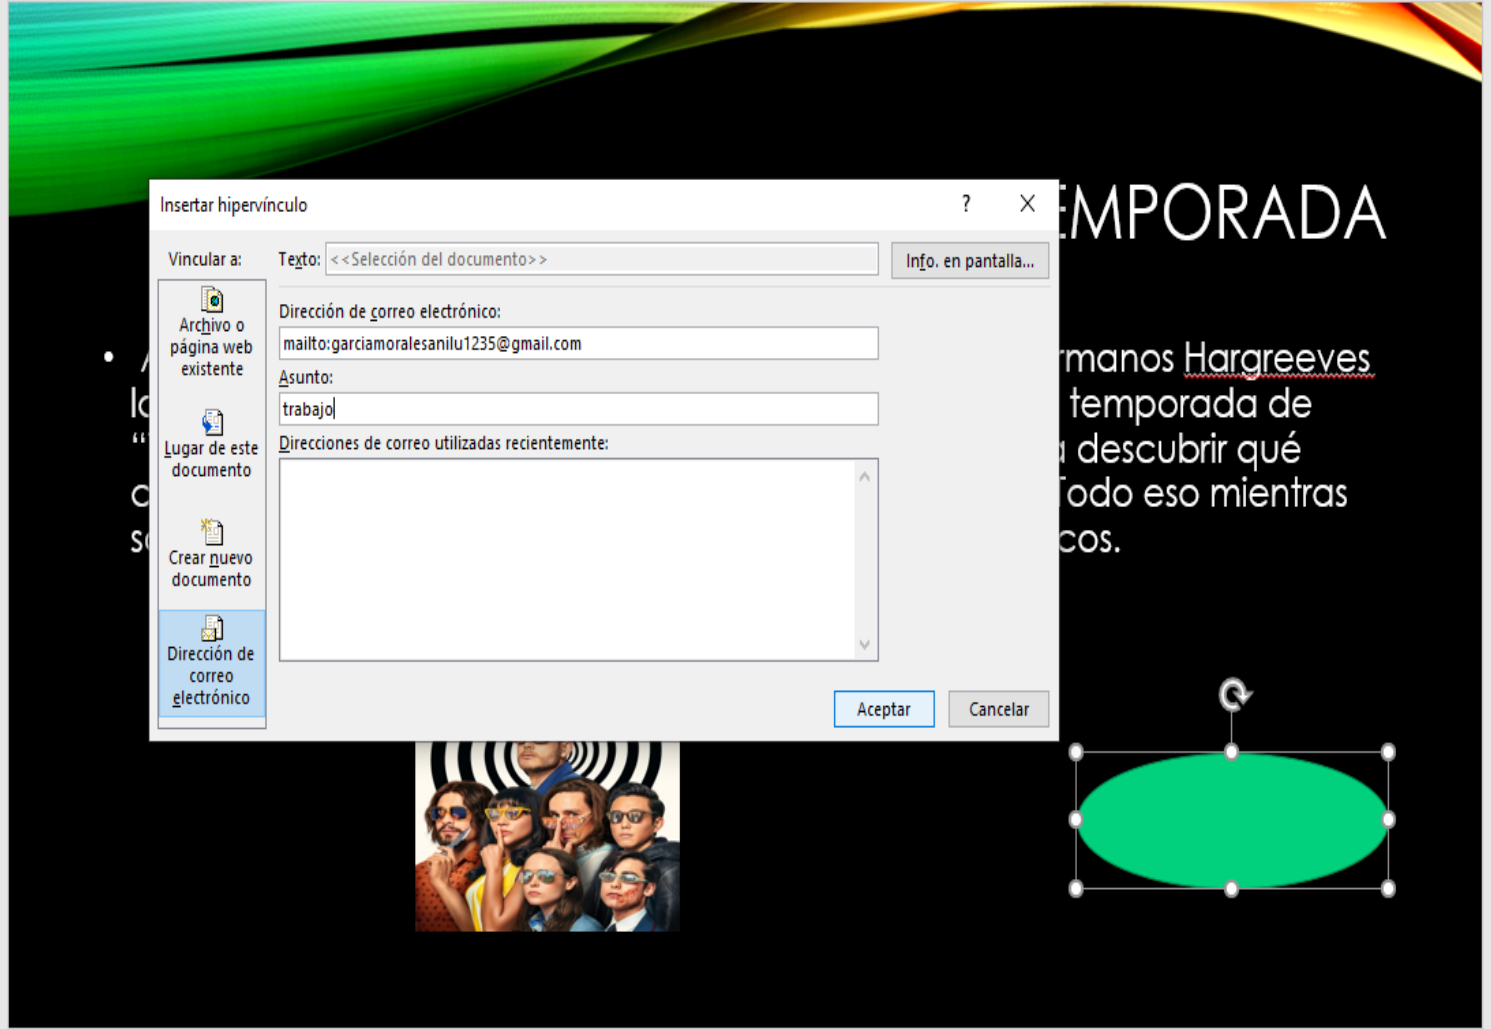 Insertar hipervínculo
?
Vincular a:
Texto:
<<Selección del documento>>
Info. en pantalla...
Archivo o
página web
existente
Lugar de este
documento
Crear nuevo
documento
Dirección de
correo
electrónico
Dirección de correo electrónico:
mailto:garciamoralesanilu1235@gmail.com
Asunto:
trabajo
Direcciones de correo utilizadas recientemente:
Aceptar
Cancelar
EMPORADA
rmanos Hargreeves
temporada de
descubrir qué
Todo eso mientras
cos.